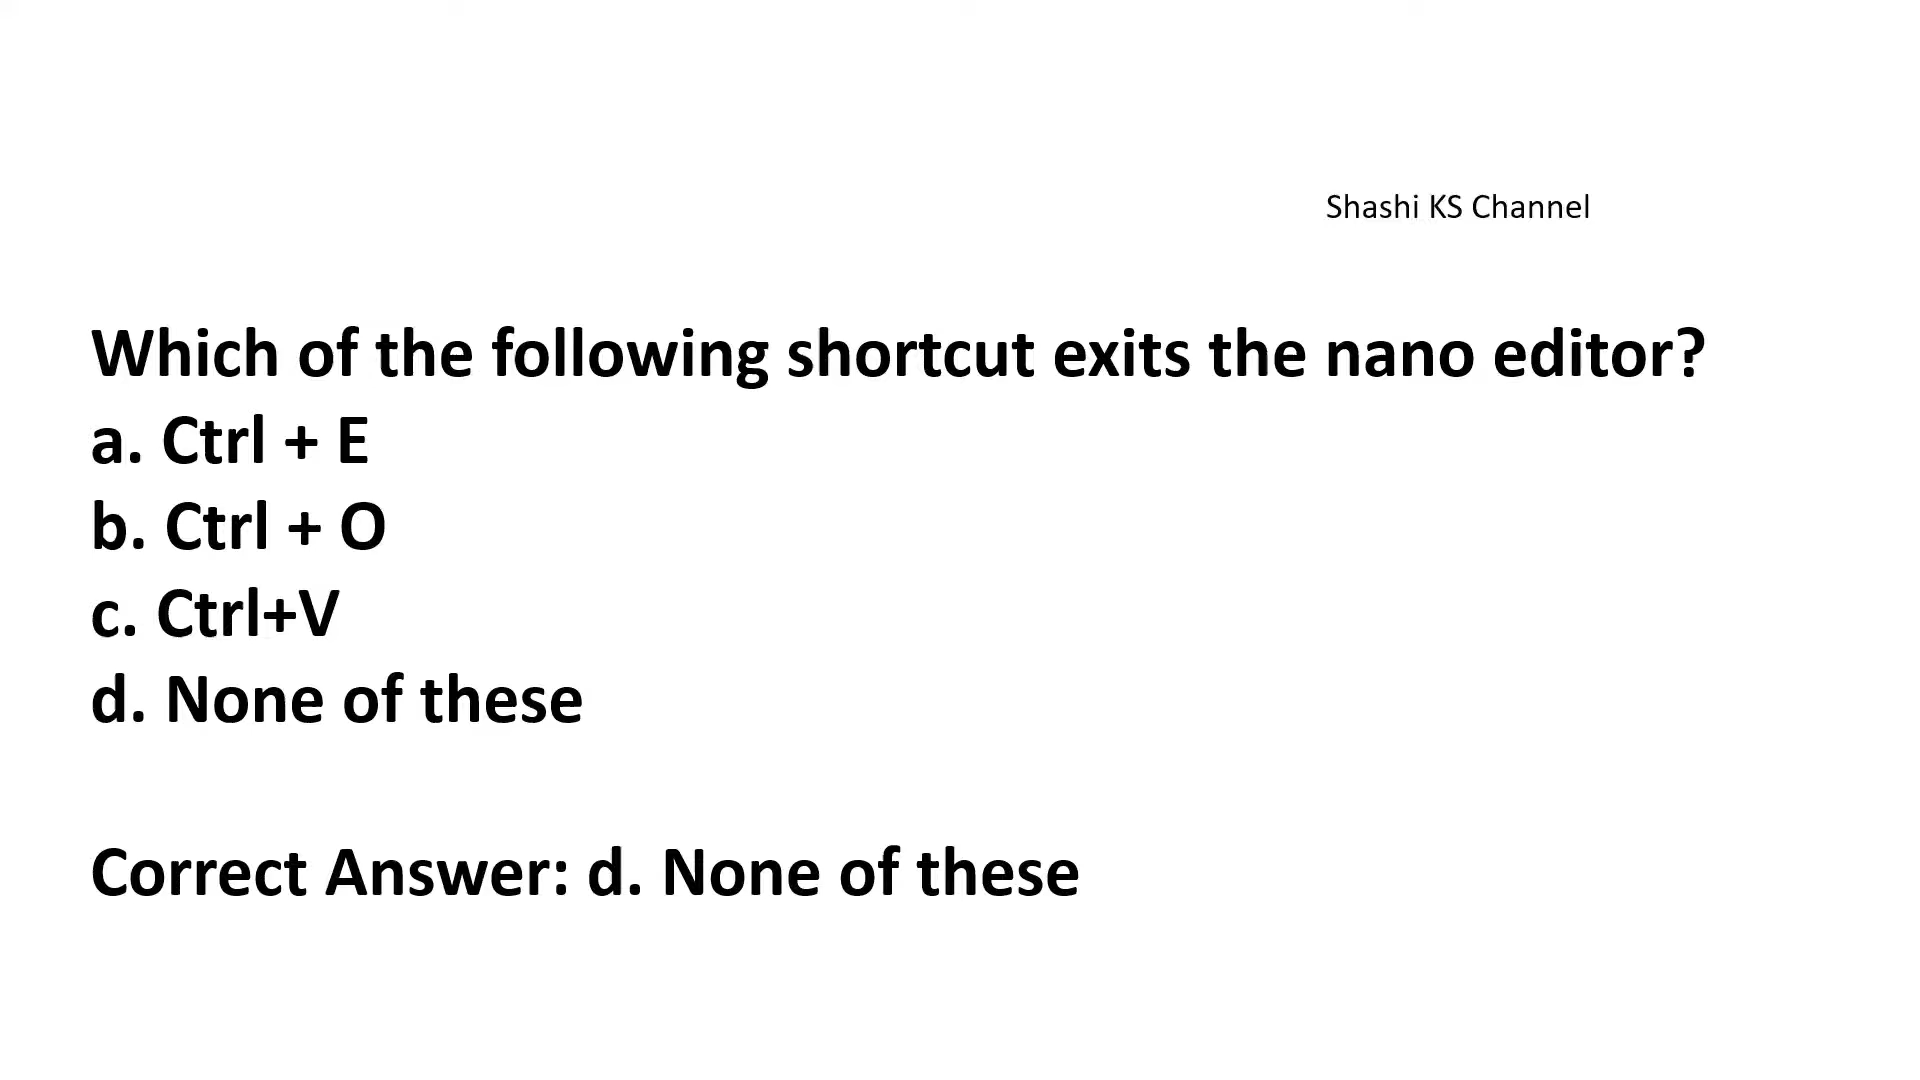 Shashi KS Channel
Which of the following shortcut exits the nano editor?
a. Ctrl + E
b. Ctrl + O
c. Ctrl+V
d. None of these
Correct Answer: d. None of these